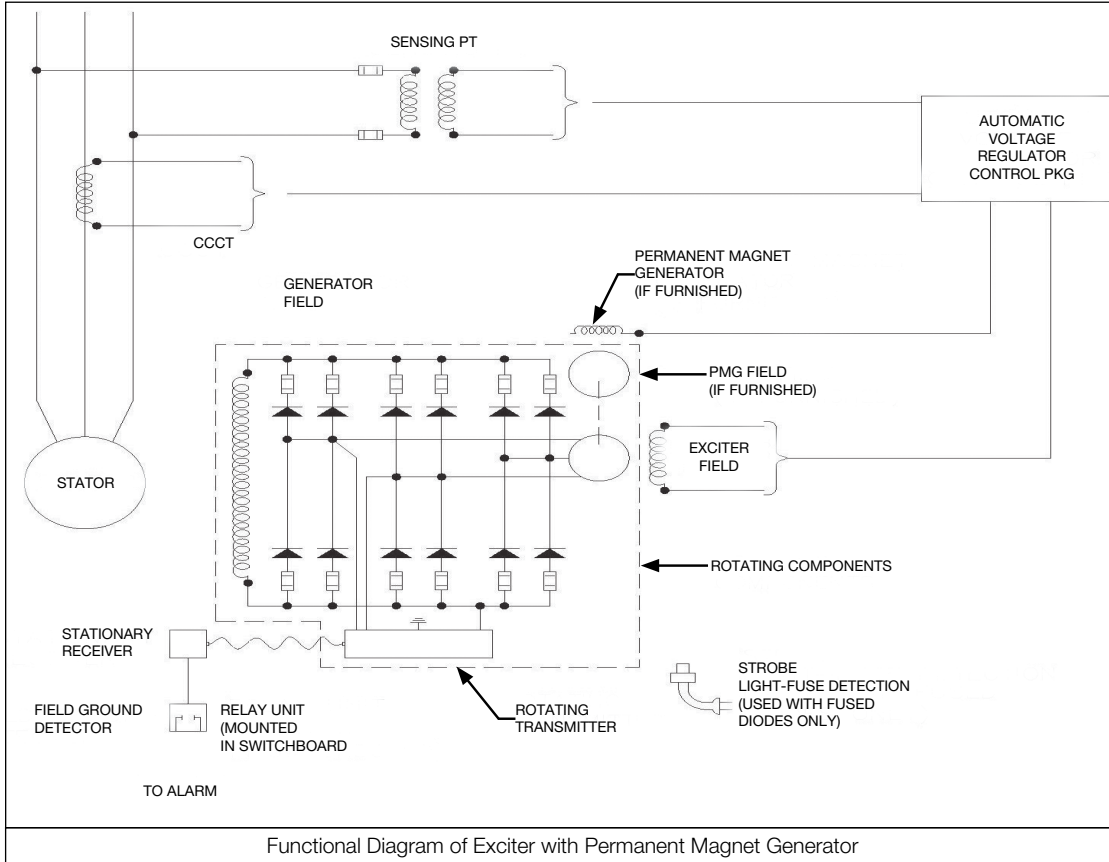 SENSING PT
AUTOMATIC
VOLTAGE
REGULATOR
CONTROL PKG
CCCT
PERMANENT MAGNET
GENERATOR
(IF FURNISHED)
GENERATOR
FIELD
PMG FIELD
(IF FURNISHED)
EXCITER
FIELD
STATOR
ROTATING COMPONENTS
STATIONARY
RECEIVER
STROBE
LIGHT-FUSE DETECTION
(USED WITH FUSED
DIODES ONLY)
FIELD GROUND
DETECTOR
RELAY UNIT
(MOUNTED
IN SWITCHBOARD
ROTATING
TRANSMITTER
TO ALARM
Functional Diagram of Exciter with Permanent Magnet Generator